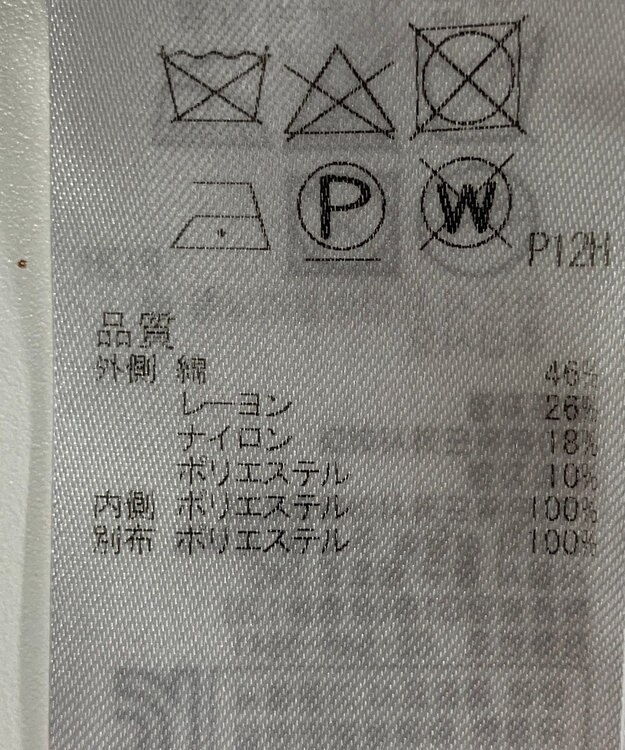 P
W
P12H
品質
外側 綿 46%
レーヨン 26%
ナイロン 18%
ポリエステル 10%
内側 ポリエステル 100%
別布 ポリエステル 100%